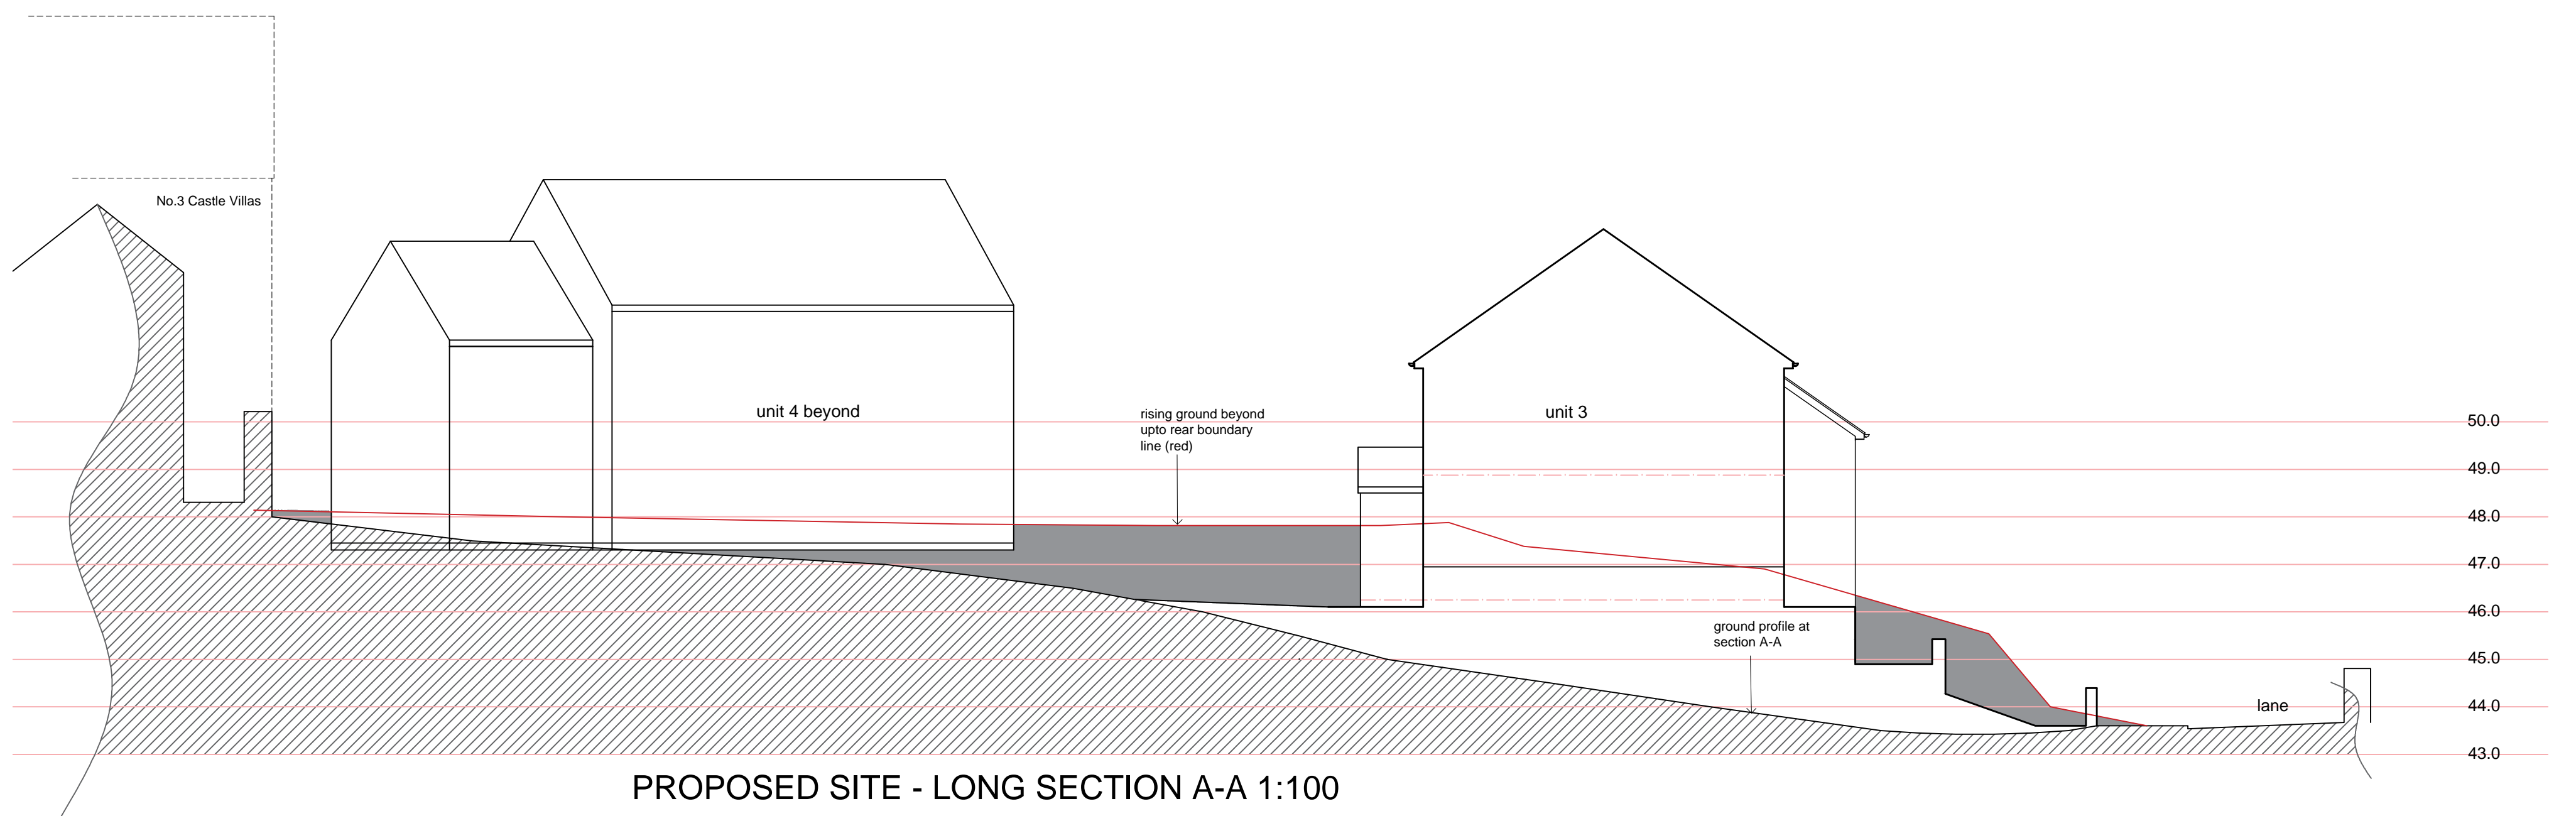 No.3 Castle Villas
unit 4 beyond
rising ground beyond
upto rear boundary
line (red)
unit 3
ground profile at
section A-A
lane
50.0
49.0
48.0
47.0
46.0
45.0
44.0
43.0
PROPOSED SITE - LONG SECTION A-A 1:100